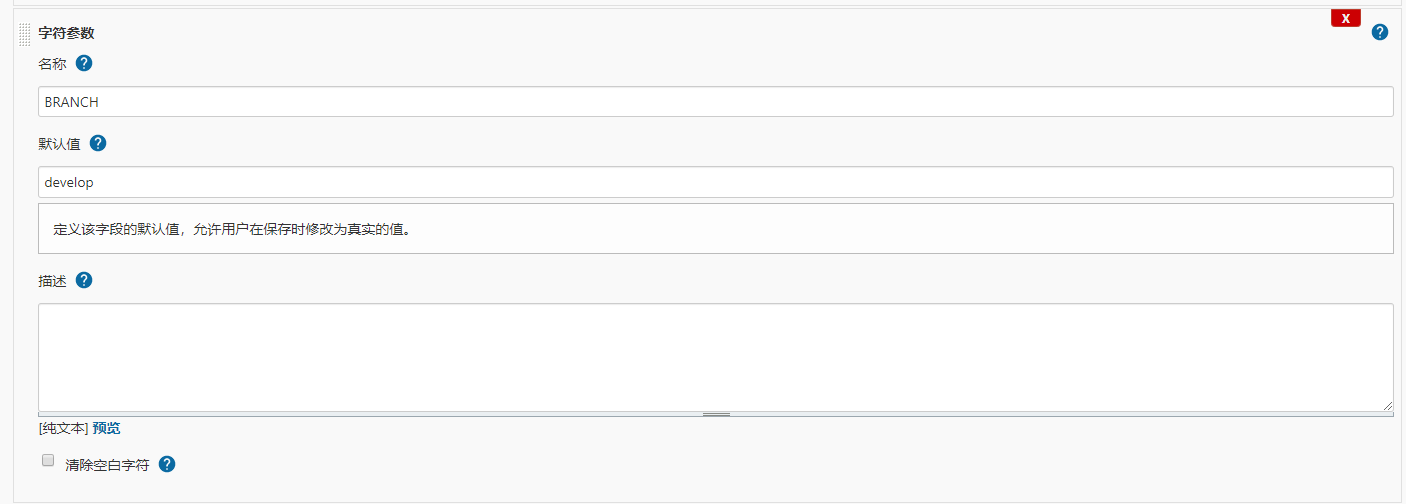 字符参数
X
?
名称 ?
BRANCH
默认值 ?
develop
定义该字段的默认值，允许用户在保存时修改为真实的值。
描述 ?
[纯文本] 预览
清除空白字符 ?